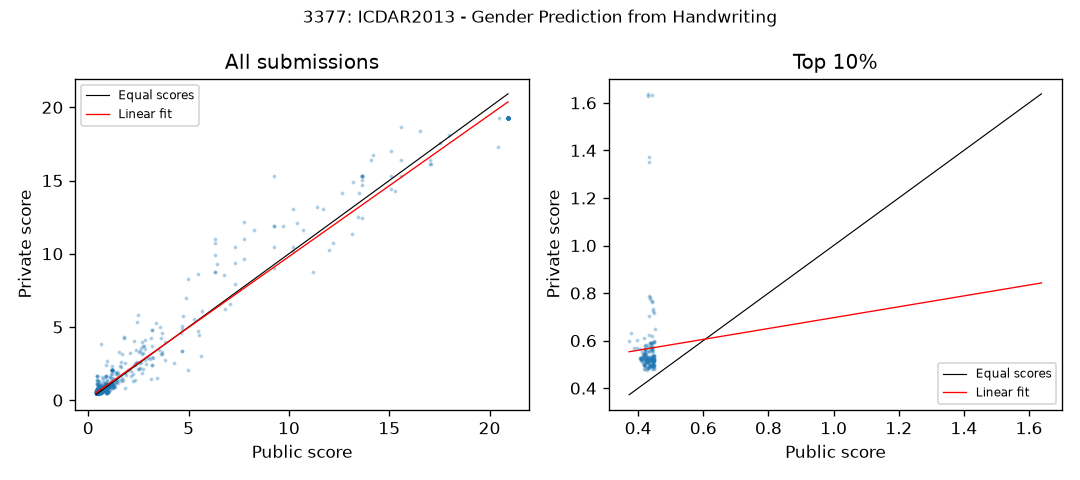 3377: ICDAR2013 - Gender Prediction from Handwriting
All submissions
Equal scores
Linear fit
20
15
10
5
0
Private score
0
5
10
15
20
Public score
Top 10%
1.6
1.4
1.2
1.0
0.8
0.6
0.4
Private score
Equal scores
Linear fit
0.4
0.6
0.8
1.0
1.2
1.4
1.6
Public score